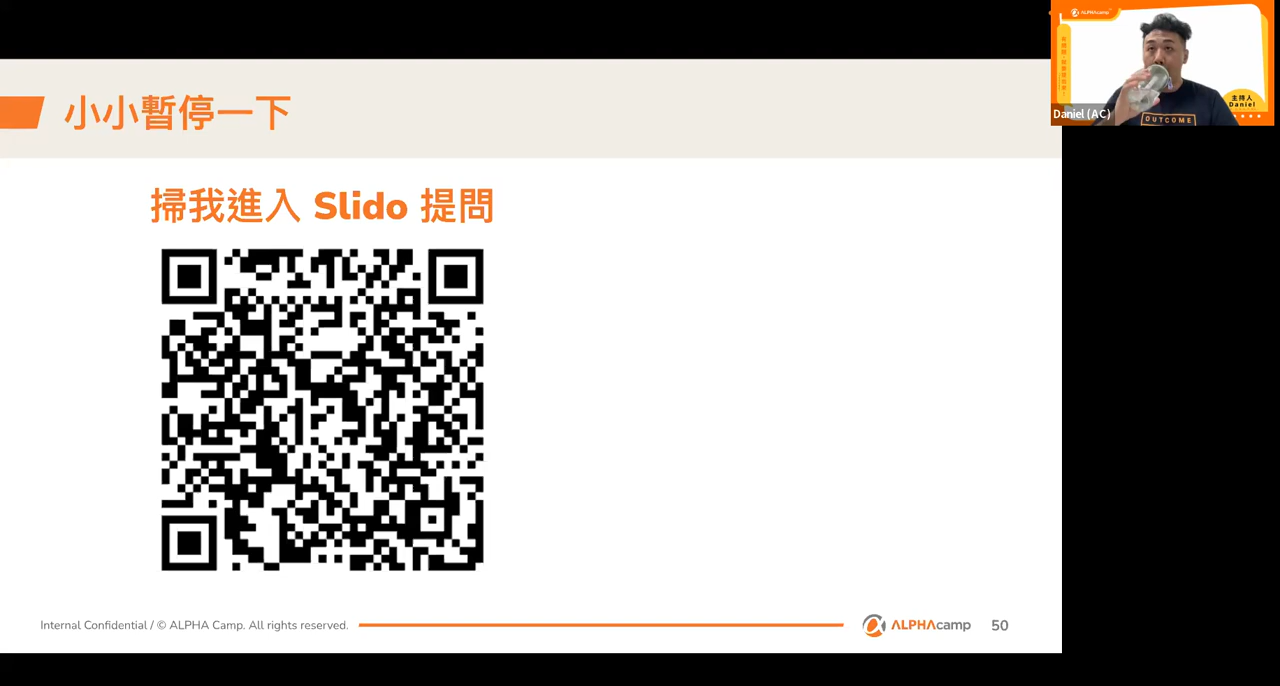 小小暫停一下
掃我進入 Slido 提問
Internal Confidential / © ALPHA Camp. All rights reserved.
ALPHAcamp
50
ALPHAcamp
主持人
Daniel
Daniel (AC)
OUTCOME